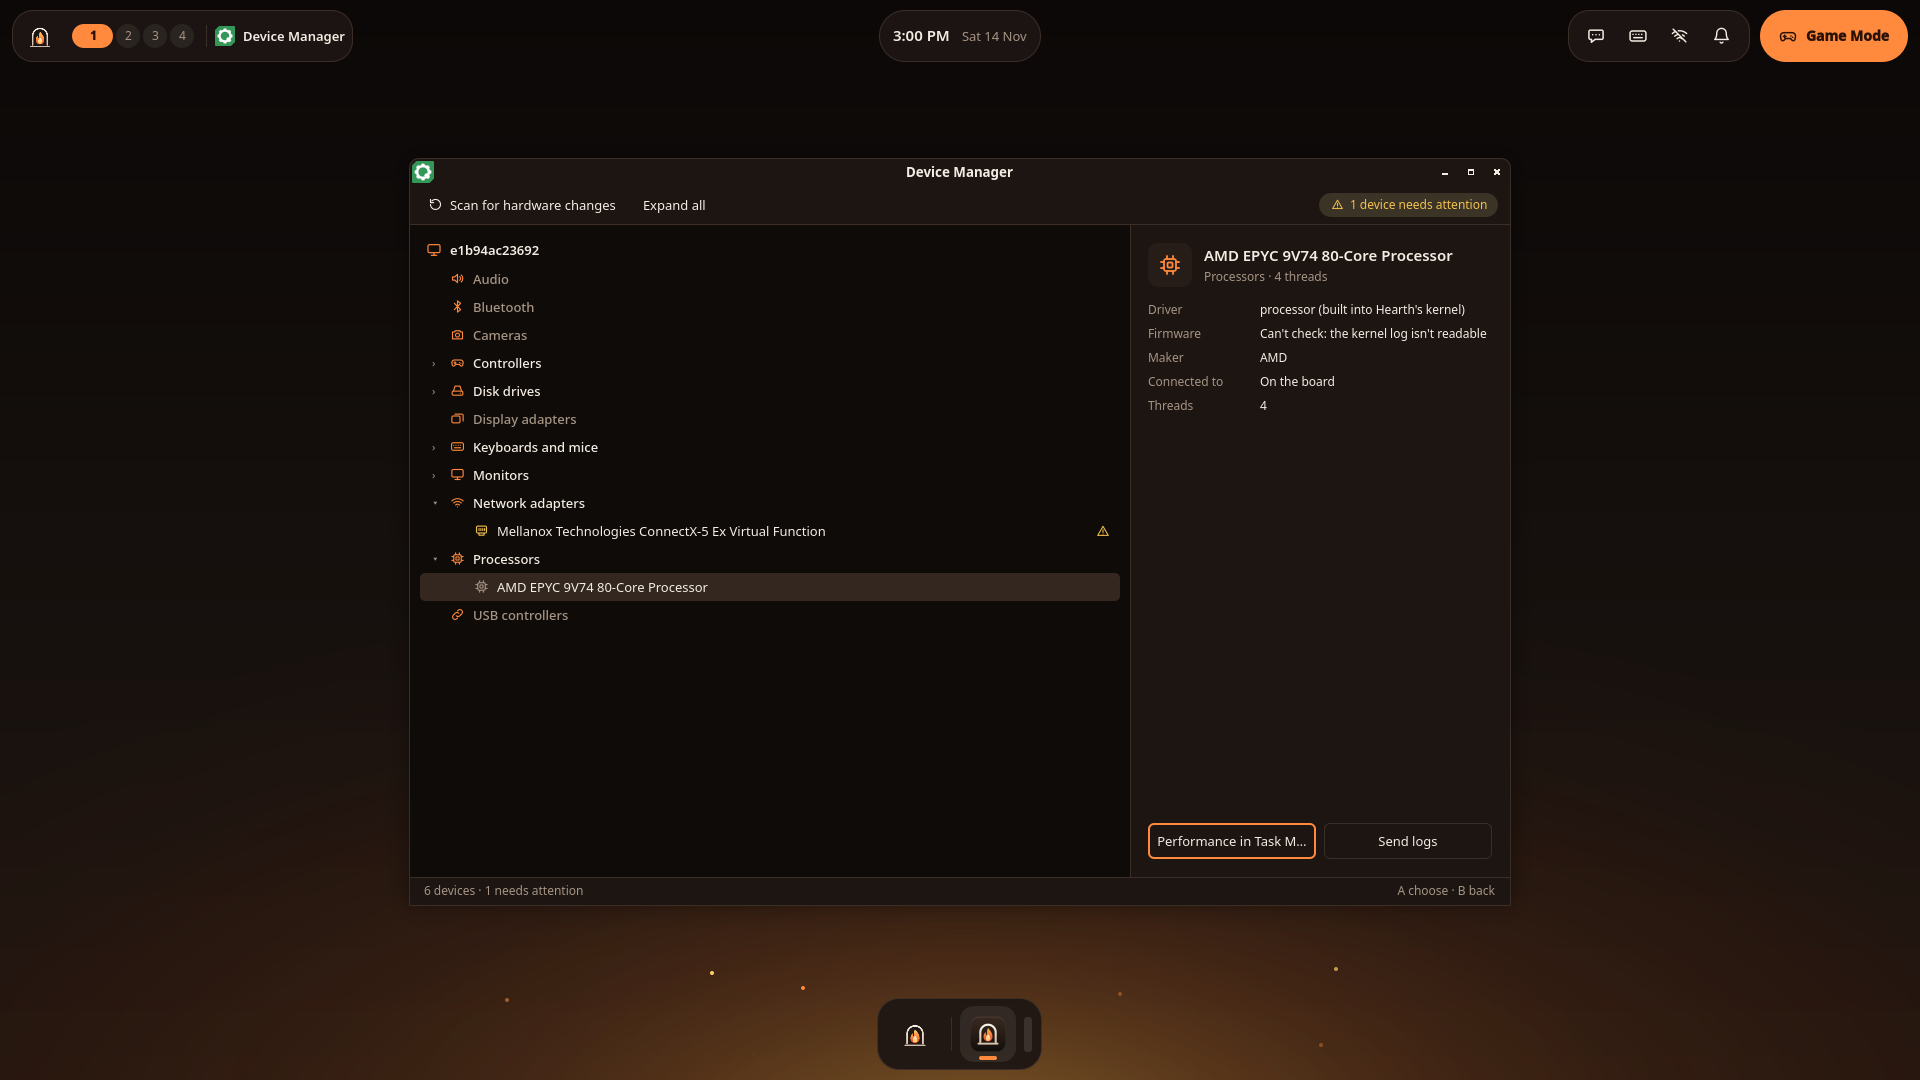 1 2 3 4 Device Manager
3:00 PM Sat 14 Nov
Game Mode
Device Manager
Scan for hardware changes Expand all
1 device needs attention
e1b94ac23692
Audio
Bluetooth
Cameras
Controllers
Disk drives
Display adapters
Keyboards and mice
Monitors
Network adapters
Mellanox Technologies ConnectX-5 Ex Virtual Function
Processors
AMD EPYC 9V74 80-Core Processor
USB controllers
AMD EPYC 9V74 80-Core Processor
Processors · 4 threads
Driver processor (built into Hearth's kernel)
Firmware Can't check: the kernel log isn't readable
Maker AMD
Connected to On the board
Threads 4
Performance in Task M... Send logs
6 devices · 1 needs attention
A choose · B back